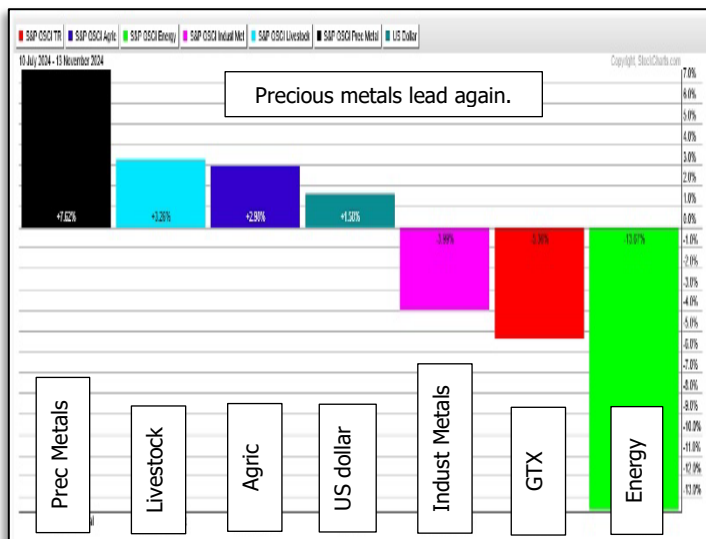 S&P GSCI TR S&P GSCI Agric S&P GSCI Energy S&P GSCI Indust Met S&P GSCI Livestock S&P GSCI Prec Metal US Dollar
10 July 2024 - 13 November 2024
Copyright, StockCharts.com
Precious metals lead again.
7.0%
6.0%
5.0%
4.0%
3.0%
2.0%
1.0%
0.0%
-1.0%
-2.0%
-3.0%
-4.0%
-5.0%
-6.0%
-7.0%
-8.0%
-9.0%
-10.0%
-11.0%
-12.0%
-13.0%
+7.62%
+3.26%
+2.90%
-3.99%
-13.67%
Prec Metals
Livestock
Agric
US dollar
Indust Metals
GTX
Energy